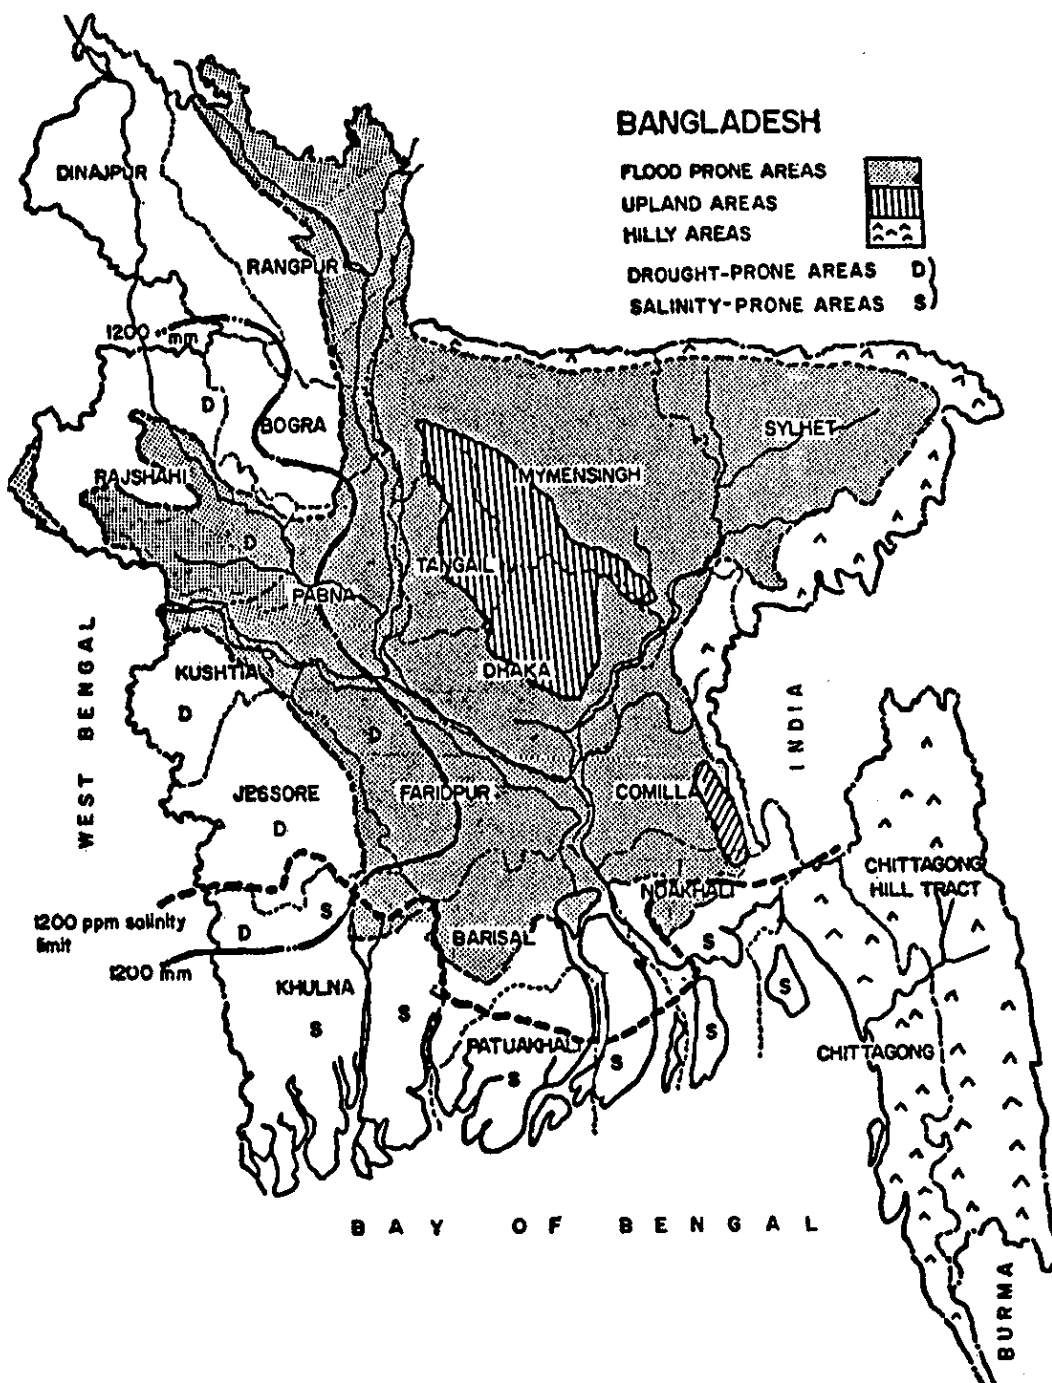 BANGLADESH
FLOOD PRONE AREAS
UPLAND AREAS
HILLY AREAS
DROUGHT-PRONE AREAS D
SALINITY-PRONE AREAS S
DINAJPUR
RANGPUR
1200 mm
D
BOGRA
SYLHET
RAJSHAHI
MYMENSINGH
D
TANGAIL
PABNA
WEST BENGAL
KUSHTIA
DHAKA
D
D
INDIA
JESSORE
FARIDPUR
COMILLA
D
CHITTAGONG
HILL TRACT
NOAKHALI
1200 ppm salinity
limit
S
D
BARISAL
S
1200 mm
KHULNA
S
S
S
S
PATUAKHALI
CHITTAGONG
S
S
BAY OF BENGAL
BURMA